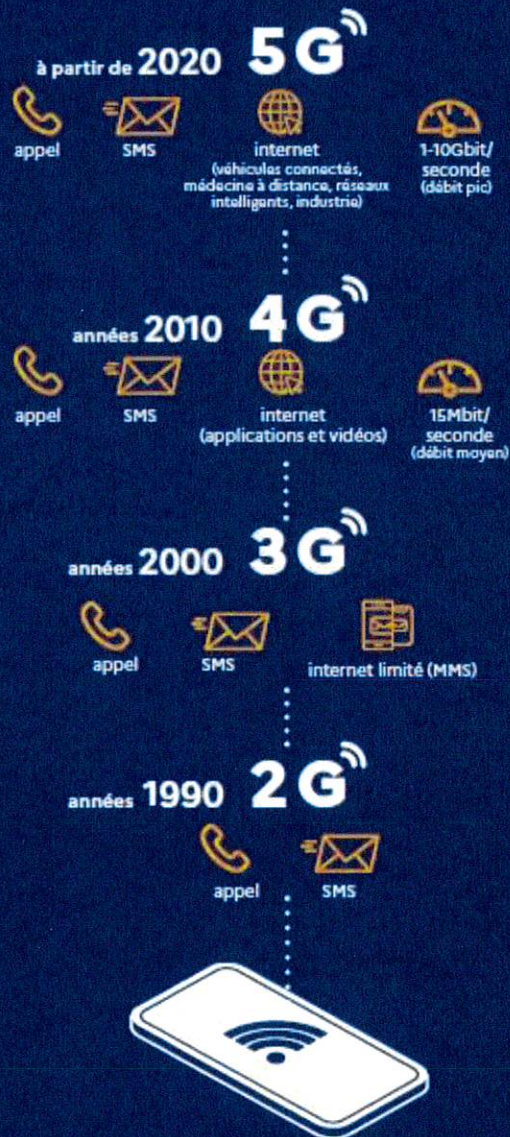 à partir de 2020 5G
appel
SMS
internet
(véhicules connectés,
médecine à distance, réseaux
intelligents, industrie)
1-10Gbit/
seconde
(débit pic)
années 2010 4G
appel
SMS
internet
(applications et vidéos)
15Mbit/
seconde
(débit moyen)
années 2000 3G
appel
SMS
internet limité (MMS)
années 1990 2G
appel
SMS